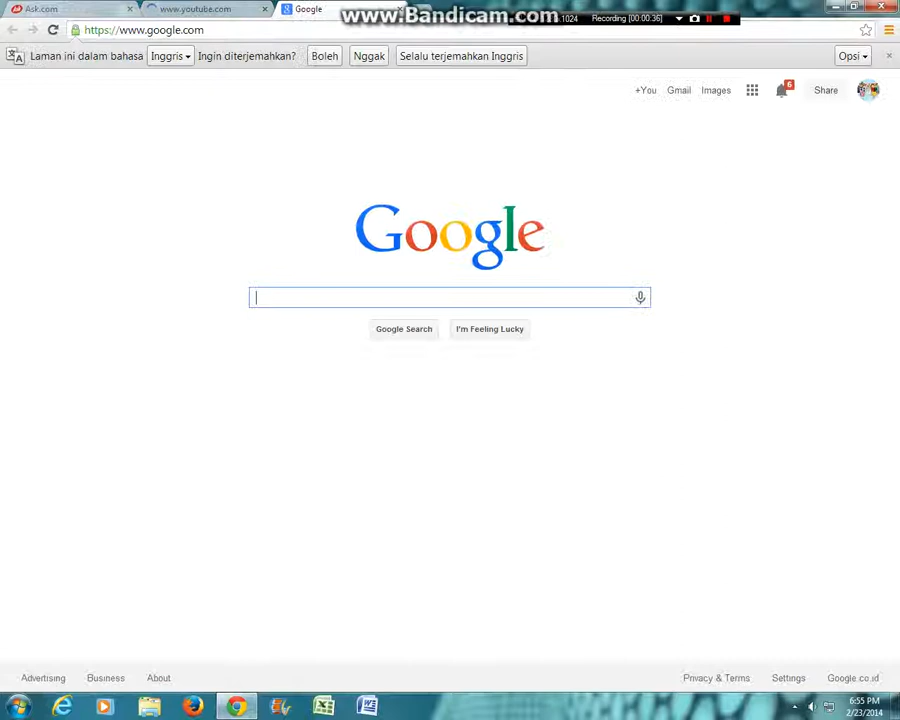 Ask.com
www.youtube.com
Google
www.Bandicam.com
1024
Recording [00:00:36]
https://www.google.com
Laman ini dalam bahasa Inggris Ingin diterjemahkan? Boleh Nggak Selalu terjemahkan Inggris Opsi
+You Gmail Images 6 Share
Google
Google Search I'm Feeling Lucky
Advertising Business About Privacy & Terms Settings Google.co.id
6:55 PM
2/23/2014